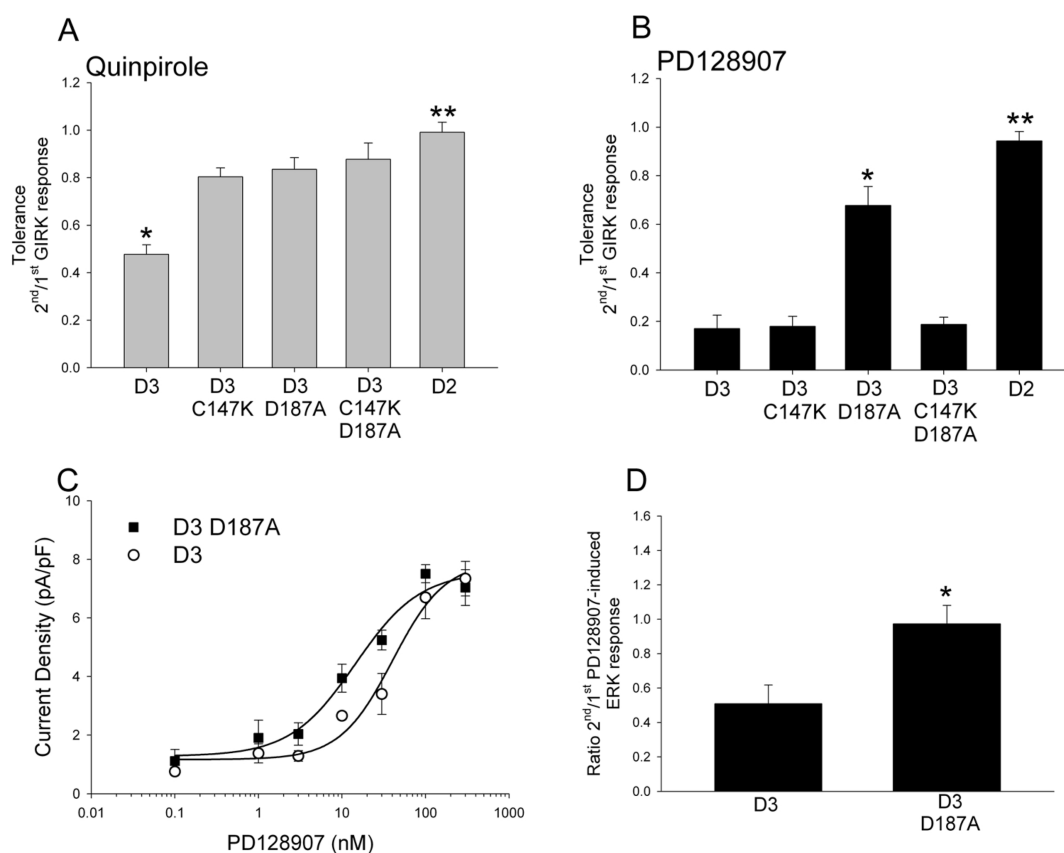 A
Quinpirole
Tolerance
2nd/1st GIRK response
1.2
1.0
0.8
0.6
0.4
0.2
0.0
*
**
D3
D3
C147K
D3
D187A
D3
C147K
D187A
D2
B
PD128907
Tolerance
2nd/1st GIRK response
1.2
1.0
0.8
0.6
0.4
0.2
0.0
*
**
D3
D3
C147K
D3
D187A
D3
C147K
D187A
D2
C
D3 D187A
D3
Current Density (pA/pF)
10
8
6
4
2
0
0.01
0.1
1
10
100
1000
PD128907 (nM)
D
Ratio 2nd/1st PD128907-induced
ERK response
1.6
1.4
1.2
1.0
0.8
0.6
0.4
0.2
0.0
*
D3
D3
D187A